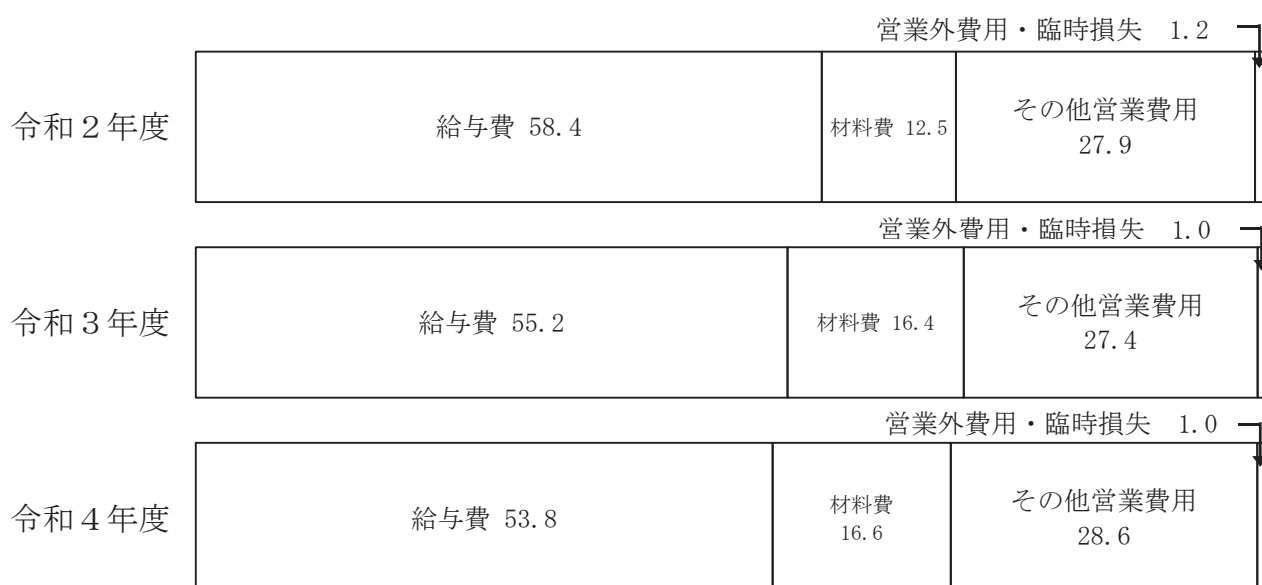 営業外費用・臨時損失 1.2
令和２年度
給与費 58.4
材料費 12.5
その他営業費用
27.9
営業外費用・臨時損失 1.0
令和３年度
給与費 55.2
材料費 16.4
その他営業費用
27.4
営業外費用・臨時損失 1.0
令和４年度
給与費 53.8
材料費
16.6
その他営業費用
28.6